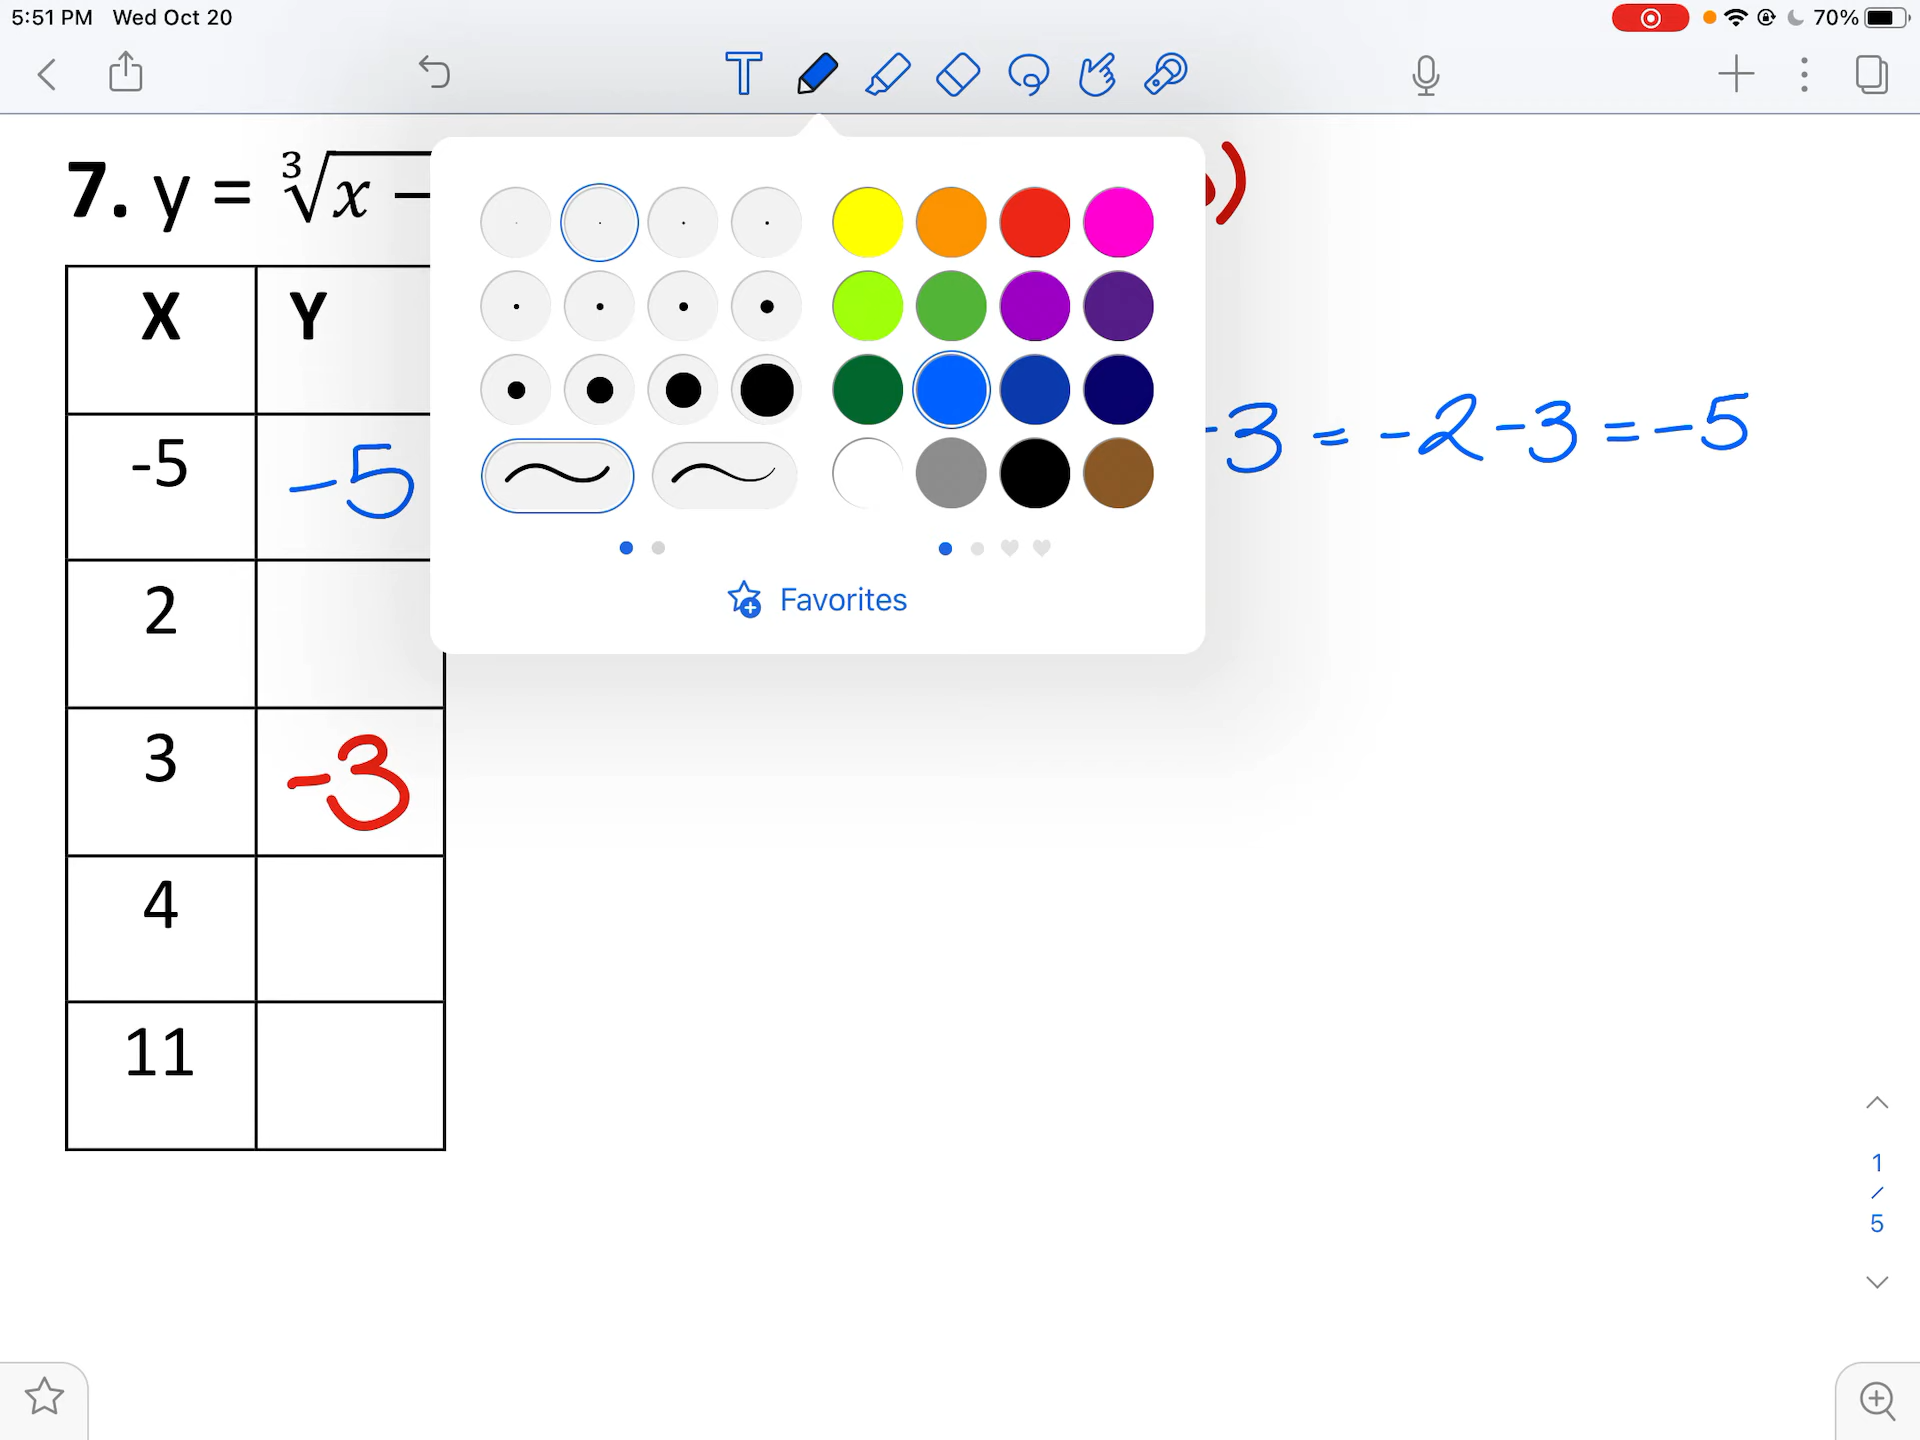 5:51 PM Wed Oct 20 70%
T
7. y = ∛x −
)
X Y
-5 -5
-3 = -2-3 = -5
2
3 -3
4
11
Favorites
1
/
5